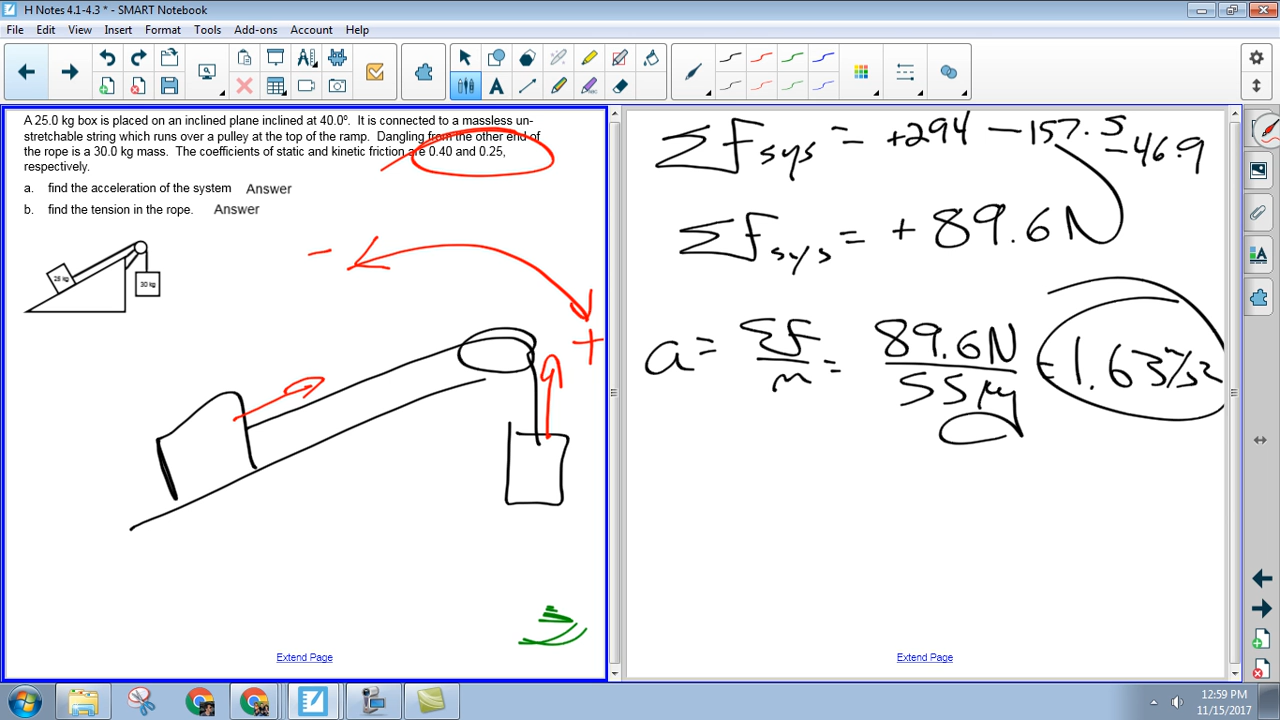 H Notes 4.1-4.3 * - SMART Notebook
File Edit View Insert Format Tools Add-ons Account Help
A 25.0 kg box is placed on an inclined plane inclined at 40.0°. It is connected to a massless un-
stretchable string which runs over a pulley at the top of the ramp. Dangling from the other end of
the rope is a 30.0 kg mass. The coefficients of static and kinetic friction are 0.40 and 0.25,
respectively.
a. find the acceleration of the system Answer
b. find the tension in the rope. Answer
30 kg
-
+
Extend Page
ΣFsys = +294 - 157.5 - 46.9
ΣFsys = + 89.6 N
a = ΣF/m = 89.6N/55kg = 1.63 m/s²
Extend Page
12:59 PM
11/15/2017